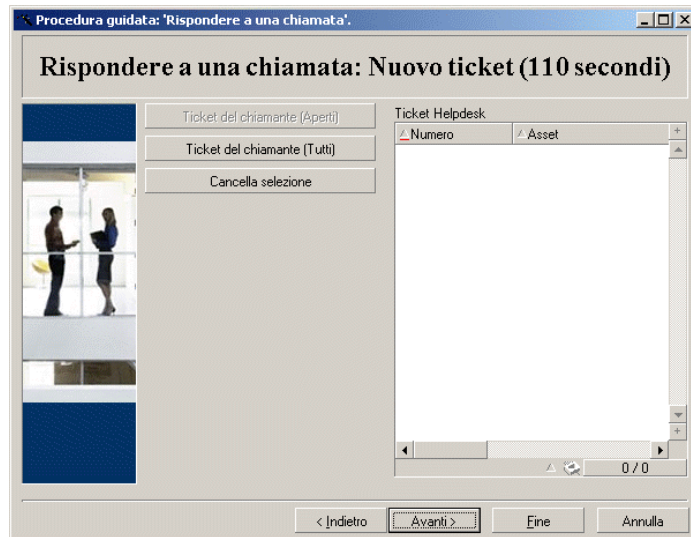 Procedura guidata: 'Rispondere a una chiamata'.
Rispondere a una chiamata: Nuovo ticket (110 secondi)
Ticket del chiamante (Aperti)
Ticket del chiamante (Tutti)
Cancella selezione
Ticket Helpdesk
Numero
Asset
0 / 0
< Indietro
Avanti >
Fine
Annulla